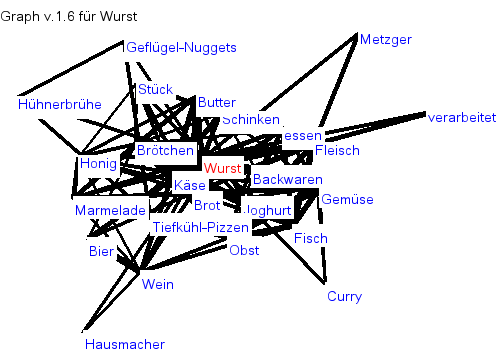 Graph v.1.6 für Wurst
Metzger
Geflügel-Nuggets
Stück
Hühnerbrühe
Butter
Schinken
verarbeitet
essen
Brötchen
Fleisch
Honig
Wurst
Käse
Backwaren
Gemüse
Marmelade
Brot
Joghurt
Tiefkühl-Pizzen
Fisch
Bier
Obst
Wein
Curry
Hausmacher